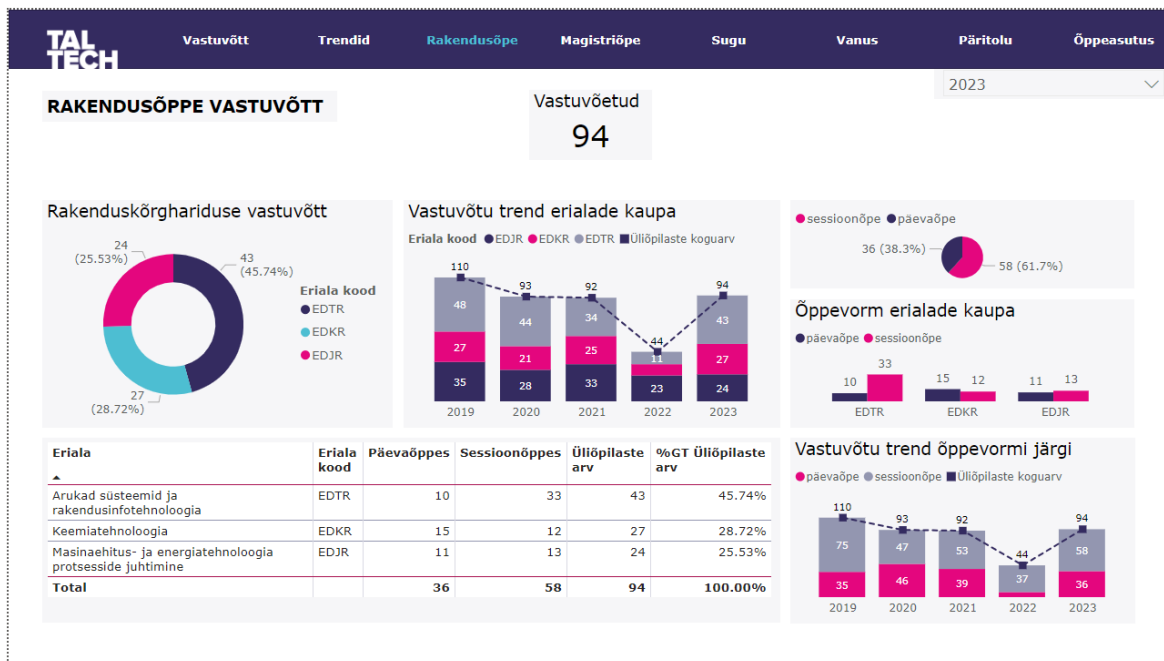 TAL
TECH
Vastuvõtt Trendid Rakendusõpe Magistriõpe Sugu Vanus Päritolu Õppeasutus
2023
RAKENDUSÕPPE VASTUVÕTT
Vastuvõetud
94
Rakenduskõrghariduse vastuvõtt
24
(25.53%)
43
(45.74%)
27
(28.72%)
Eriala kood
EDTR
EDKR
EDJR
Vastuvõtu trend erialade kaupa
Eriala kood EDJR EDKR EDTR Üliõpilaste koguarv
110 93 92 44 94
48 44 34 11 43
27 21 25 27
35 28 33 23 24
2019 2020 2021 2022 2023
sessioonõpe päevaõpe
36 (38.3%)
58 (61.7%)
Õppevorm erialade kaupa
päevaõpe sessioonõpe
10 33 15 12 11 13
EDTR EDKR EDJR
Eriala Eriala kood Päevaõppes Sessioonõppes Üliõpilaste arv %GT Üliõpilaste arv
Arukad süsteemid ja
rakendusinfotehnoloogia EDTR 10 33 43 45.74%
Keemiatehnoloogia EDKR 15 12 27 28.72%
Masinaehitus- ja energiatehnoloogia
protsesside juhtimine EDJR 11 13 24 25.53%
Total 36 58 94 100.00%
Vastuvõtu trend õppevormi järgi
päevaõpe sessioonõpe Üliõpilaste koguarv
110 93 92 44 94
75 47 53 37 58
35 46 39 36
2019 2020 2021 2022 2023